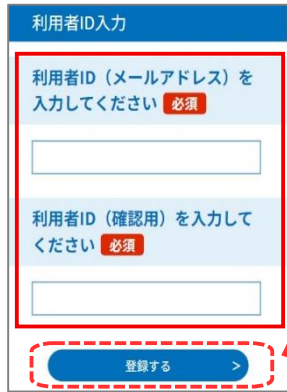 利用者ID入力
利用者ID（メールアドレス）を
入力してください 必須
利用者ID（確認用）を入力して
ください 必須
登録する >